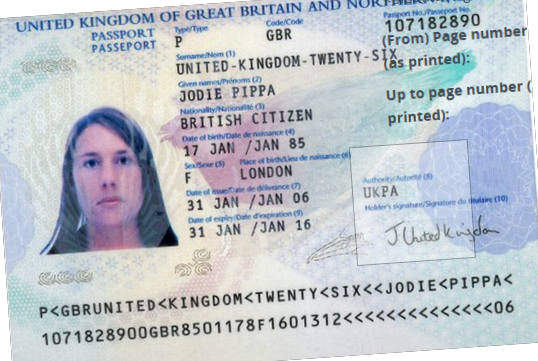 UNITED KINGDOM OF GREAT BRITAIN AND
PASSPORT
PASSEPORT
Type/Type
P
Code/Code
GBR
Passport No./Passeport No.
107182890
(From) Page number
(as printed):
Up to page number (
printed):
Surname/Nom (1)
UNITED-KINGDOM-TWENTY-SIX
Given names/Prénoms (2)
JODIE PIPPA
Nationality/Nationalité (3)
BRITISH CITIZEN
Date of birth/Date de naissance (4)
17 JAN /JAN 85
Sex/Sexe (5)
F
Place of birth/Lieu de naissance (6)
LONDON
Date of issue/Date de délivrance (7)
31 JAN /JAN 06
Date of expiry/Date d'expiration (9)
31 JAN /JAN 16
Authority/Autorité (8)
UKPA
Holder's signature/Signature du titulaire (10)
J United Kingdom
P<GBRUNITED<KINGDOM<TWENTY<SIX<<JODIE<PIPPA<
1071828900GBR8501178F1601312<<<<<<<<<<<<<<06